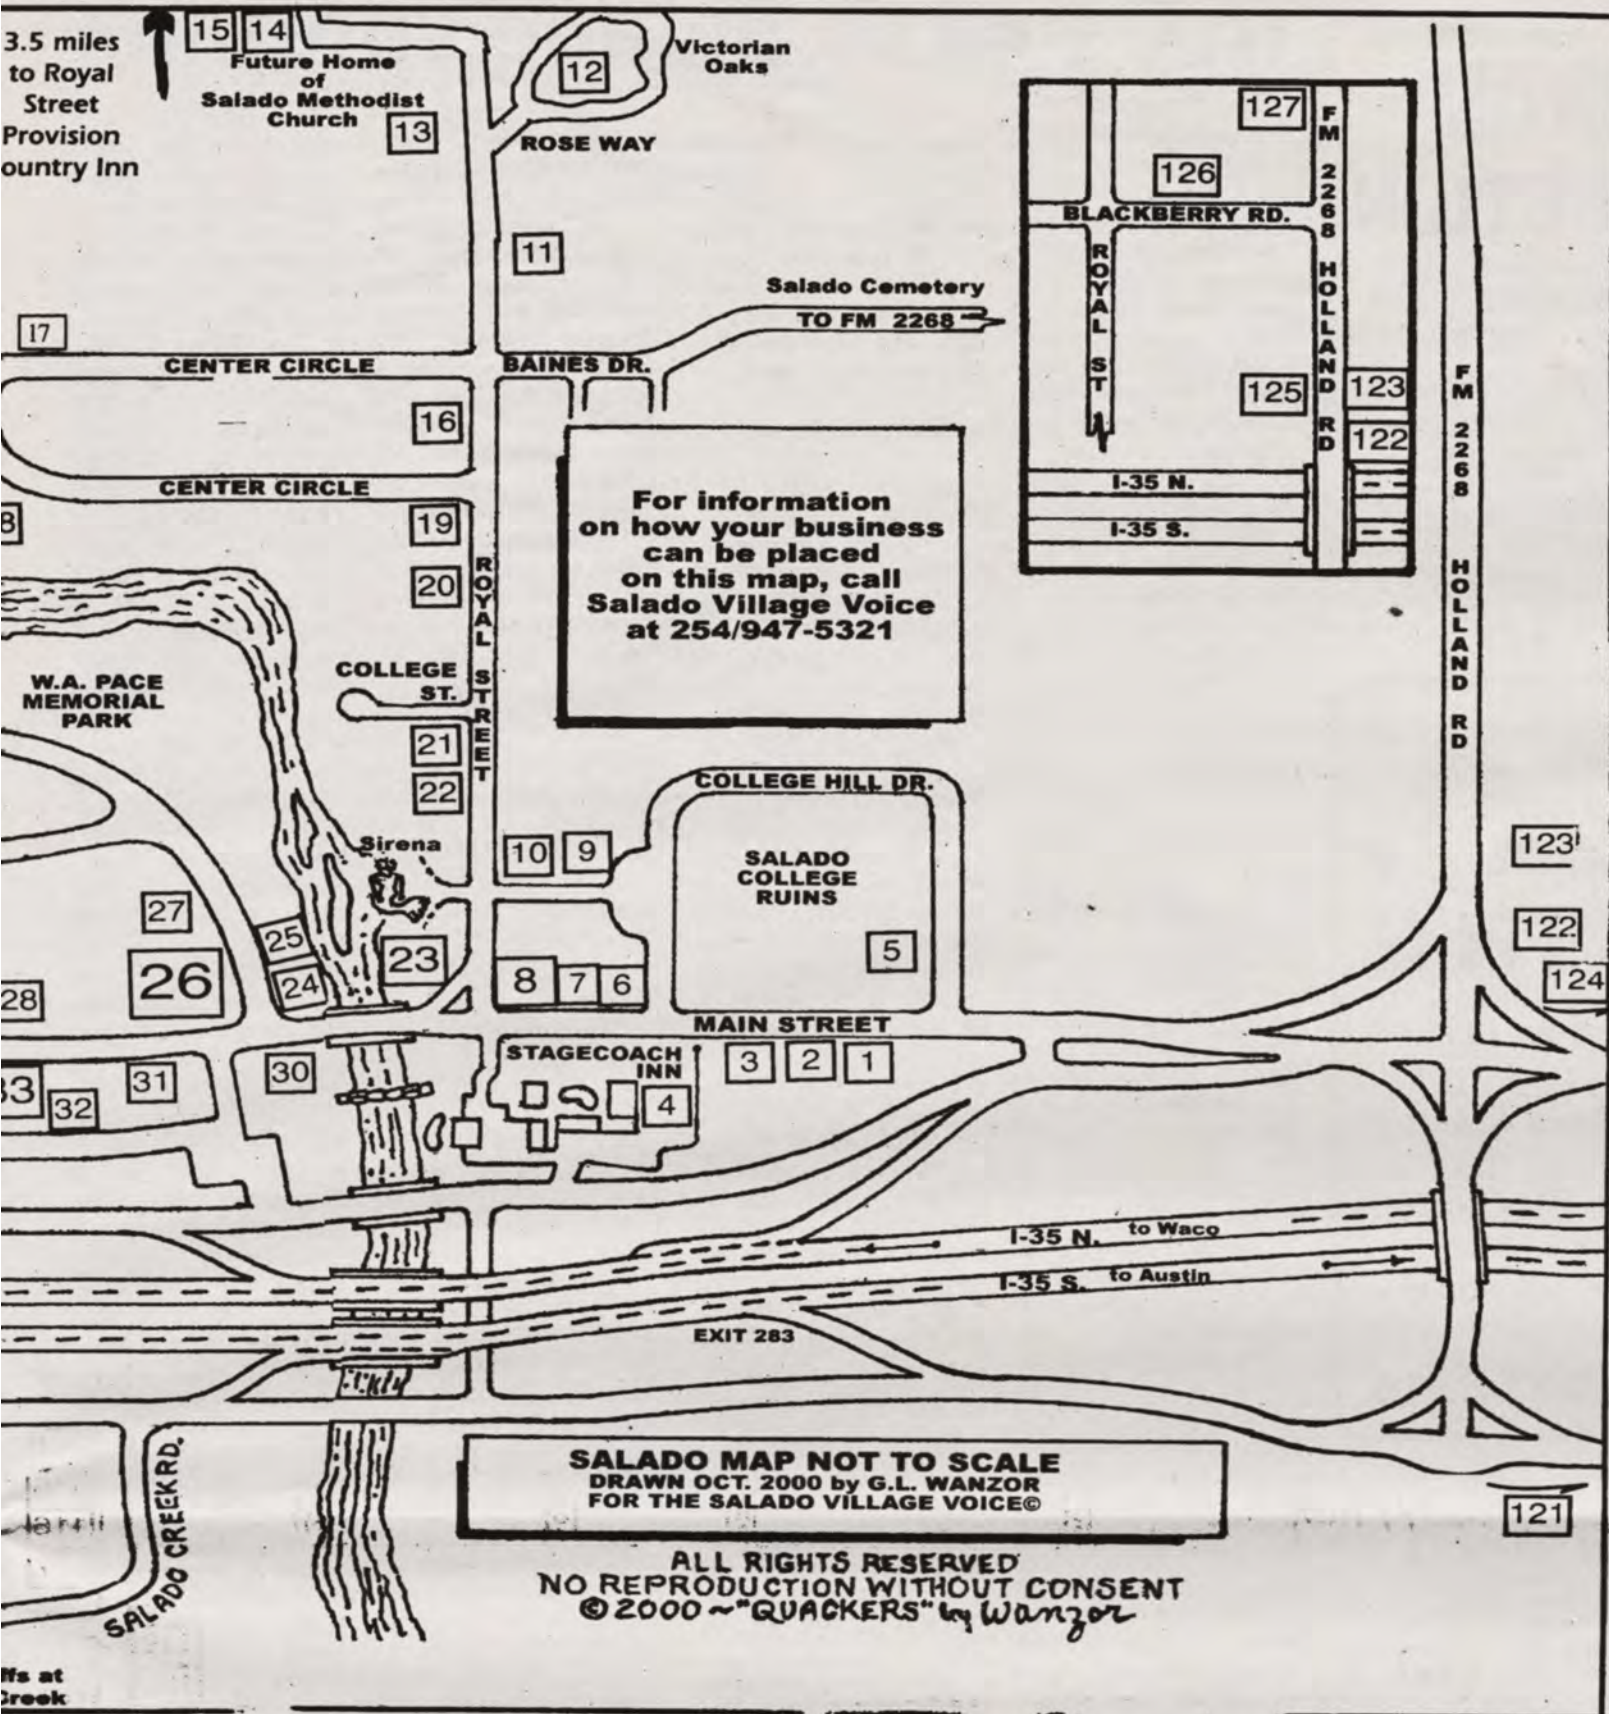 3.5 miles
to Royal
Street
Provision
ountry Inn
15
14
Future Home
of
Salado Methodist
Church
13
12
Victorian
Oaks
ROSE WAY
11
17
CENTER CIRCLE
BAINES DR.
Salado Cemetery
TO FM 2268
16
CENTER CIRCLE
8
19
20
ROYAL STREET
For information
on how your business
can be placed
on this map, call
Salado Village Voice
at 254/947-5321
127
126
BLACKBERRY RD.
ROYAL ST
FM 2268 HOLLAND RD
125
123
122
I-35 N.
I-35 S.
FM 2268 HOLLAND RD
W.A. PACE
MEMORIAL
PARK
COLLEGE
ST.
21
22
COLLEGE HILL DR.
Sirena
10
9
SALADO
COLLEGE
RUINS
5
123
122
124
27
25
26
24
23
8
7
6
28
MAIN STREET
STAGECOACH
INN
3
2
1
4
33
32
31
30
I-35 N.
to Waco
I-35 S.
to Austin
EXIT 283
SALADO CREEK RD.
SALADO MAP NOT TO SCALE
DRAWN OCT. 2000 by G.L. WANZOR
FOR THE SALADO VILLAGE VOICE©
121
ALL RIGHTS RESERVED
NO REPRODUCTION WITHOUT CONSENT
© 2000 ~ "QUACKERS" by Wanzor
ffs at
Creek